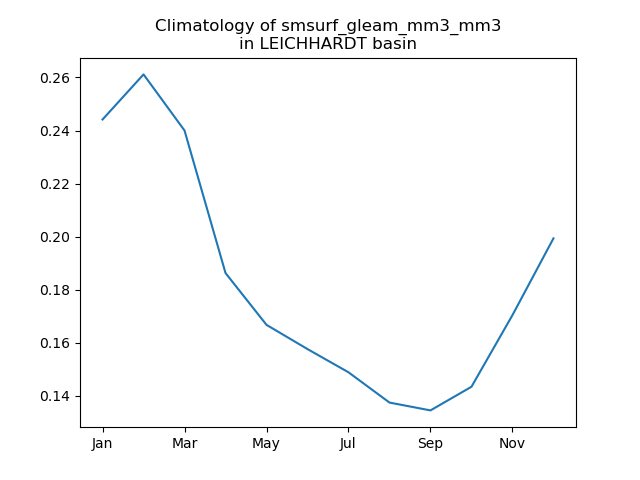 Climatology of smsurf_gleam_mm3_mm3
in LEICHHARDT basin
0.26
0.24
0.22
0.20
0.18
0.16
0.14
Jan Mar May Jul Sep Nov